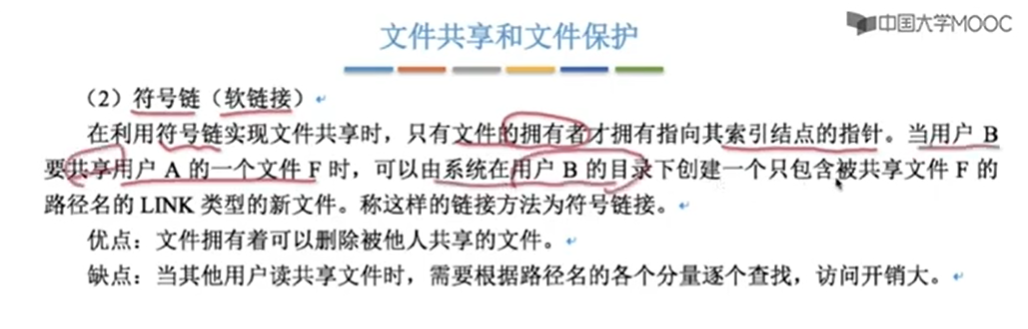 中国大学MOOC
文件共享和文件保护
（2）符号链（软链接）
在利用符号链实现文件共享时，只有文件的拥有者才拥有指向其索引结点的指针。当用户 B
要共享用户 A 的一个文件 F 时，可以由系统在用户 B 的目录下创建一个只包含被共享文件 F 的
路径名的 LINK 类型的新文件。称这样的链接方法为符号链接。
优点：文件拥有着可以删除被他人共享的文件。
缺点：当其他用户读共享文件时，需要根据路径名的各个分量逐个查找，访问开销大。